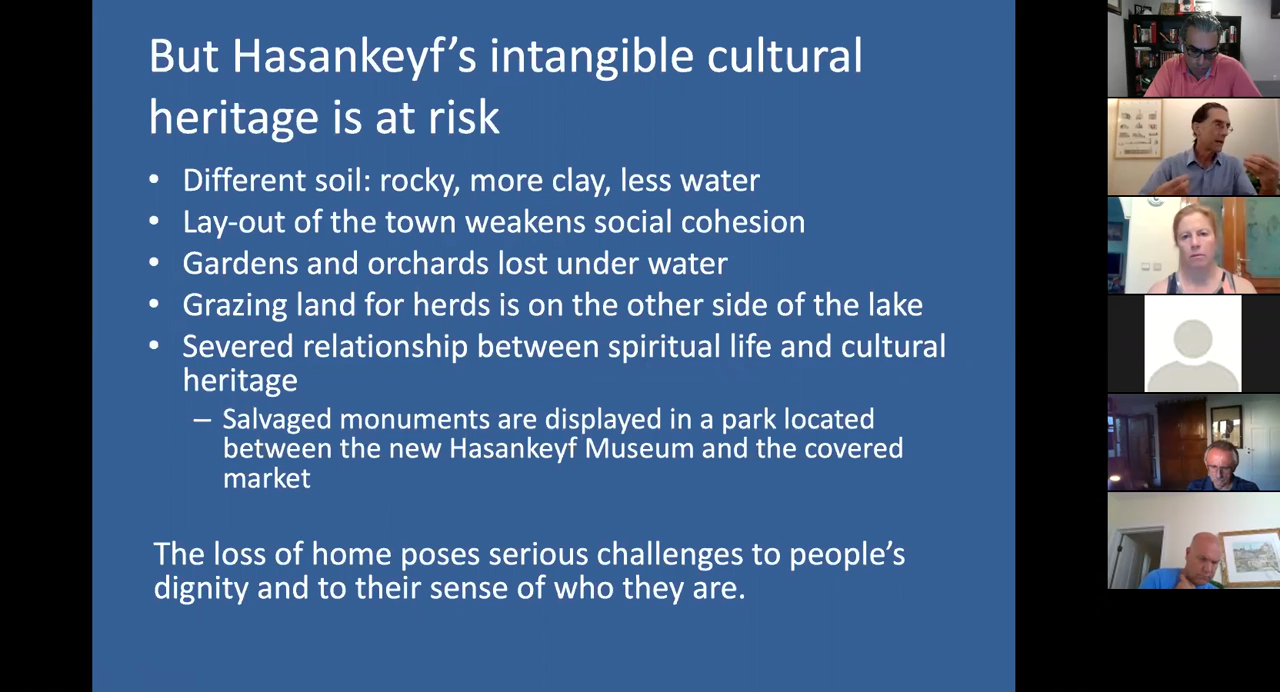 But Hasankeyf’s intangible cultural
heritage is at risk
• Different soil: rocky, more clay, less water
• Lay-out of the town weakens social cohesion
• Gardens and orchards lost under water
• Grazing land for herds is on the other side of the lake
• Severed relationship between spiritual life and cultural
heritage
– Salvaged monuments are displayed in a park located
between the new Hasankeyf Museum and the covered
market
The loss of home poses serious challenges to people’s
dignity and to their sense of who they are.